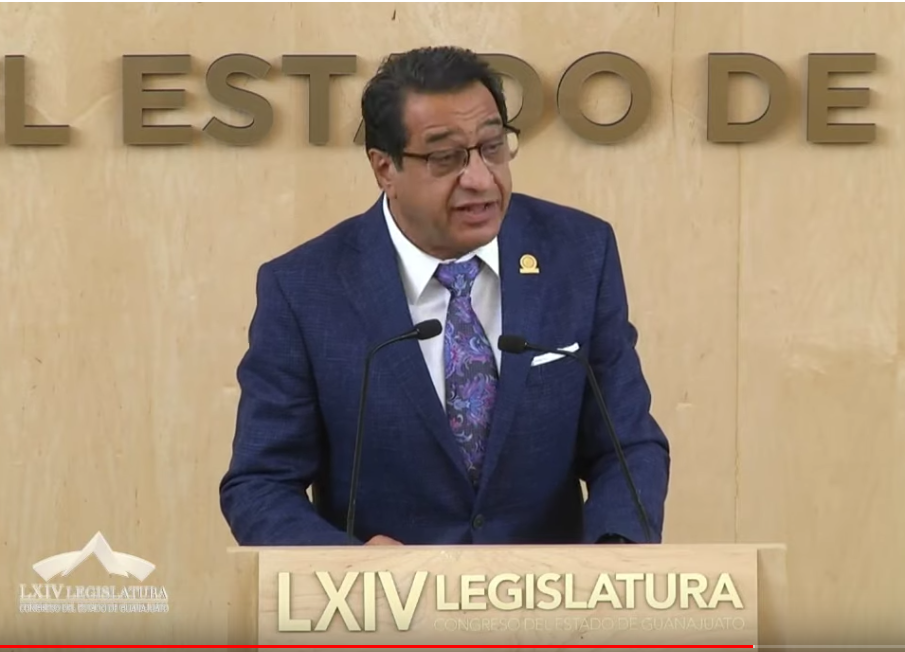 L ESTADO DE
LXIV LEGISLATURA
CONGRESO DEL ESTADO DE GUANAJUATO
LXIV LEGISLATURA
CONGRESO DEL ESTADO DE GUANAJUATO